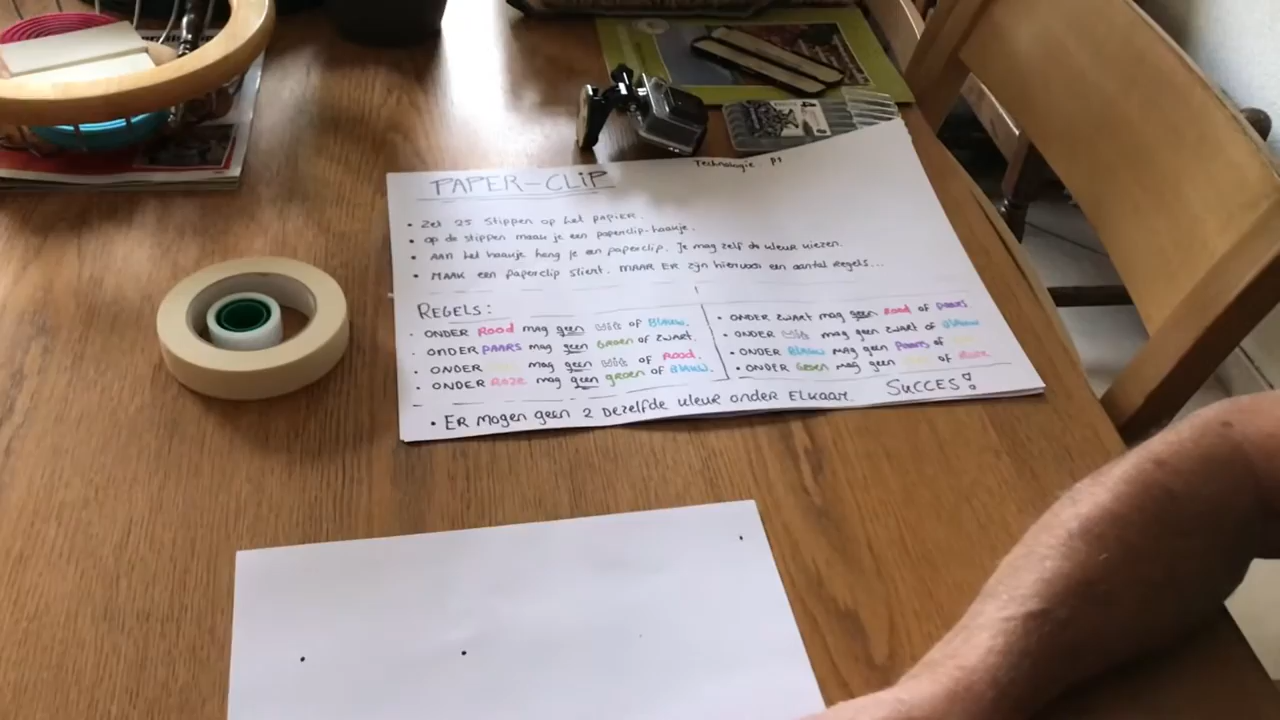 Technologie P1
PAPER-CLIP
• Zet 25 Stippen op het PAPIER.
• op de stippen maak je een paperclip-haakje.
• AAN het haakje hang je een paperclip. Je mag zelf de kleur kiezen.
• MAAK een paperclip slient. MAAR ER zijn hiervoor een aantal Regels...
REGELS:
• ONDER ROOD mag geen wit of BLAUW.
• ONDER PAARS mag geen GROEN of ZWART.
• ONDER mag geen wit of ROOD.
• ONDER ROZE mag geen groen of BLAUW.
• ONDER ZWART mag geen ROOD of PAARS
• ONDER wit mag geen ZWART of BLAUW
• ONDER BLAUW MAG geen PAARS of
• ONDER GROEN mag geen of ROZE
• ER mogen geen 2 DEZELFDE kleur onder ELKAAR
SUCCES!